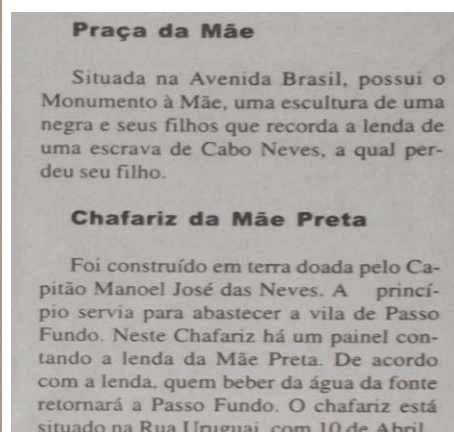 Praça da Mãe
Situada na Avenida Brasil, possui o
Monumento à Mãe, uma escultura de uma
negra e seus filhos que recorda a lenda de
uma escrava de Cabo Neves, a qual per-
deu seu filho.
Chafariz da Mãe Preta
Foi construído em terra doada pelo Ca-
pitão Manoel José das Neves. A princí-
pio servia para abastecer a vila de Passo
Fundo. Neste Chafariz há um painel con-
tando a lenda da Mãe Preta. De acordo
com a lenda, quem beber da água da fonte
retornará a Passo Fundo. O chafariz está
situado na Rua Uruguai, com 10 de Abril